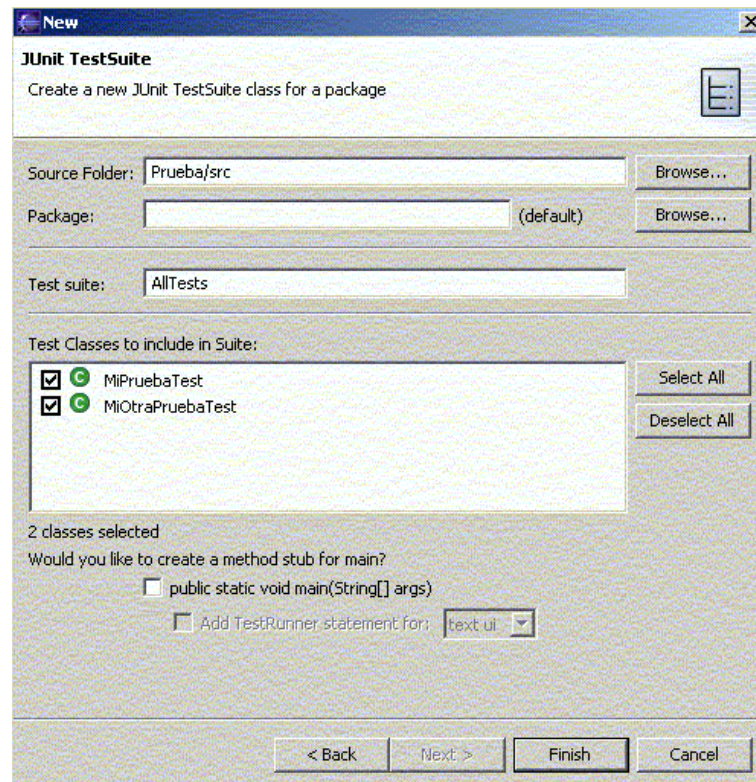 New
JUnit TestSuite
Create a new JUnit TestSuite class for a package
Source Folder: Prueba/src Browse...
Package: (default) Browse...
Test suite: AllTests
Test Classes to include in Suite:
MiPruebaTest Select All
MiOtraPruebaTest Deselect All
2 classes selected
Would you like to create a method stub for main?
public static void main(String[] args)
Add TestRunner statement for: text ui
< Back Next > Finish Cancel